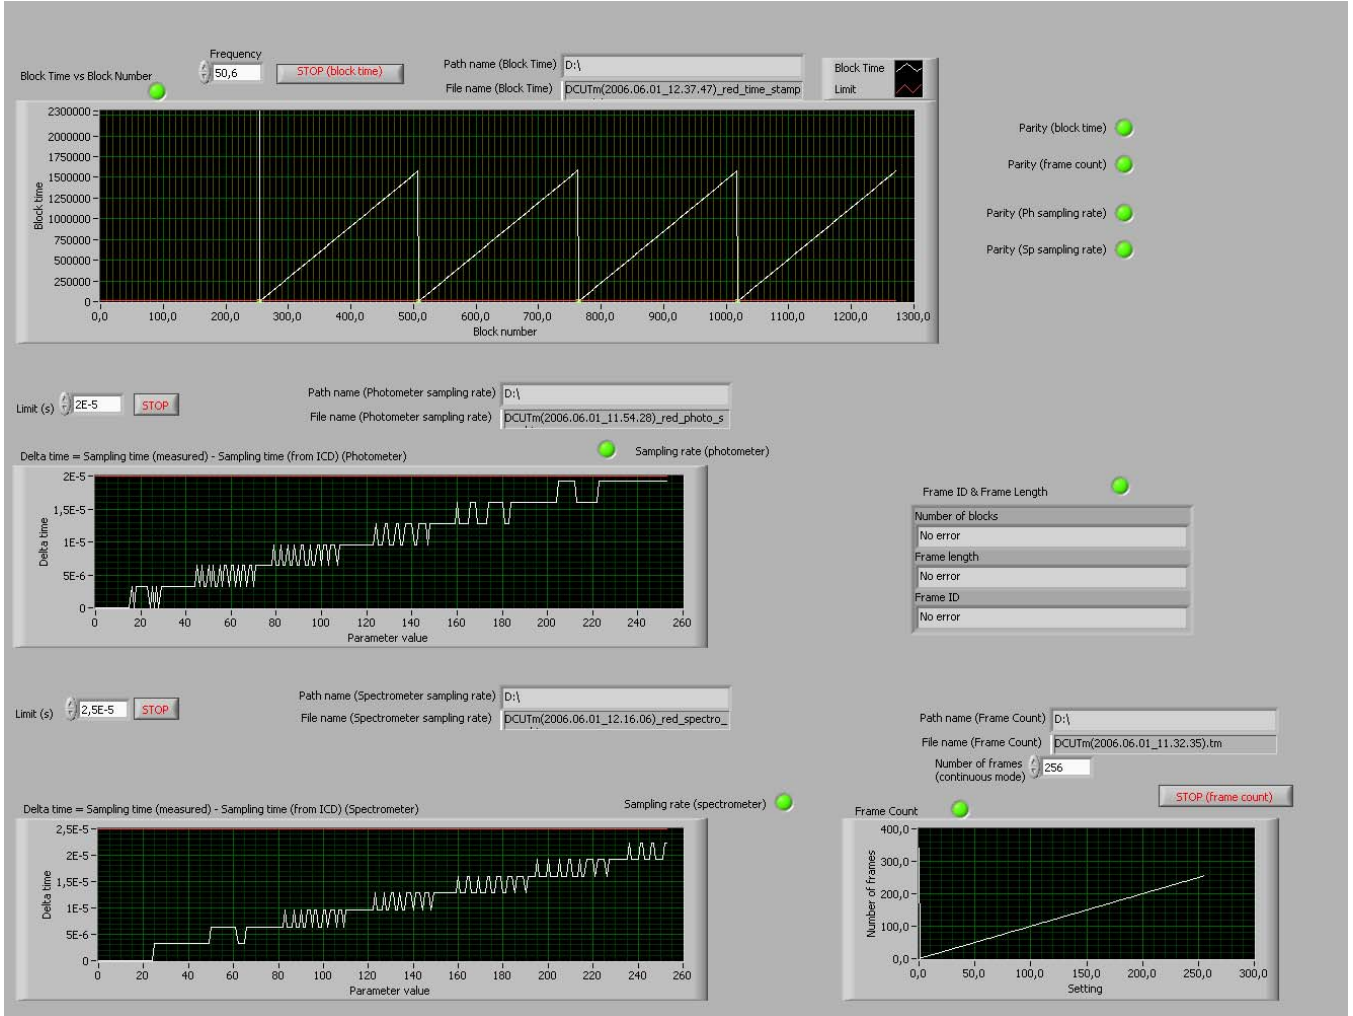 Frequency
Block Time vs Block Number
50,6
STOP (block time)
Path name (Block Time)
D:\
File name (Block Time)
DCUTm(2006.06.01_12.37.47)_red_time_stamp
Block Time
Limit
2300000
2000000
1750000
1500000
1250000
1000000
750000
500000
250000
0
Block time
0,0 100,0 200,0 300,0 400,0 500,0 600,0 700,0 800,0 900,0 1000,0 1100,0 1200,0 1300,0
Block number
Parity (block time)
Parity (frame count)
Parity (Ph sampling rate)
Parity (Sp sampling rate)
Limit (s)
2E-5
STOP
Path name (Photometer sampling rate)
D:\
File name (Photometer sampling rate)
DCUTm(2006.06.01_11.54.28)_red_photo_s
Delta time = Sampling time (measured) - Sampling time (from ICD) (Photometer)
Sampling rate (photometer)
2E-5
1,5E-5
1E-5
5E-6
0
Delta time
0 20 40 60 80 100 120 140 160 180 200 220 240 260
Parameter value
Frame ID & Frame Length
Number of blocks
No error
Frame length
No error
Frame ID
No error
Limit (s)
2,5E-5
STOP
Path name (Spectrometer sampling rate)
D:\
File name (Spectrometer sampling rate)
DCUTm(2006.06.01_12.16.06)_red_spectro_
Delta time = Sampling time (measured) - Sampling time (from ICD) (Spectrometer)
Sampling rate (spectrometer)
2,5E-5
2E-5
1,5E-5
1E-5
5E-6
0
Delta time
0 20 40 60 80 100 120 140 160 180 200 220 240 260
Parameter value
Path name (Frame Count)
D:\
File name (Frame Count)
DCUTm(2006.06.01_11.32.35).tm
Number of frames
(continuous mode)
256
STOP (frame count)
Frame Count
400,0
300,0
200,0
100,0
0,0
Number of frames
0,0 50,0 100,0 150,0 200,0 250,0 300,0
Setting